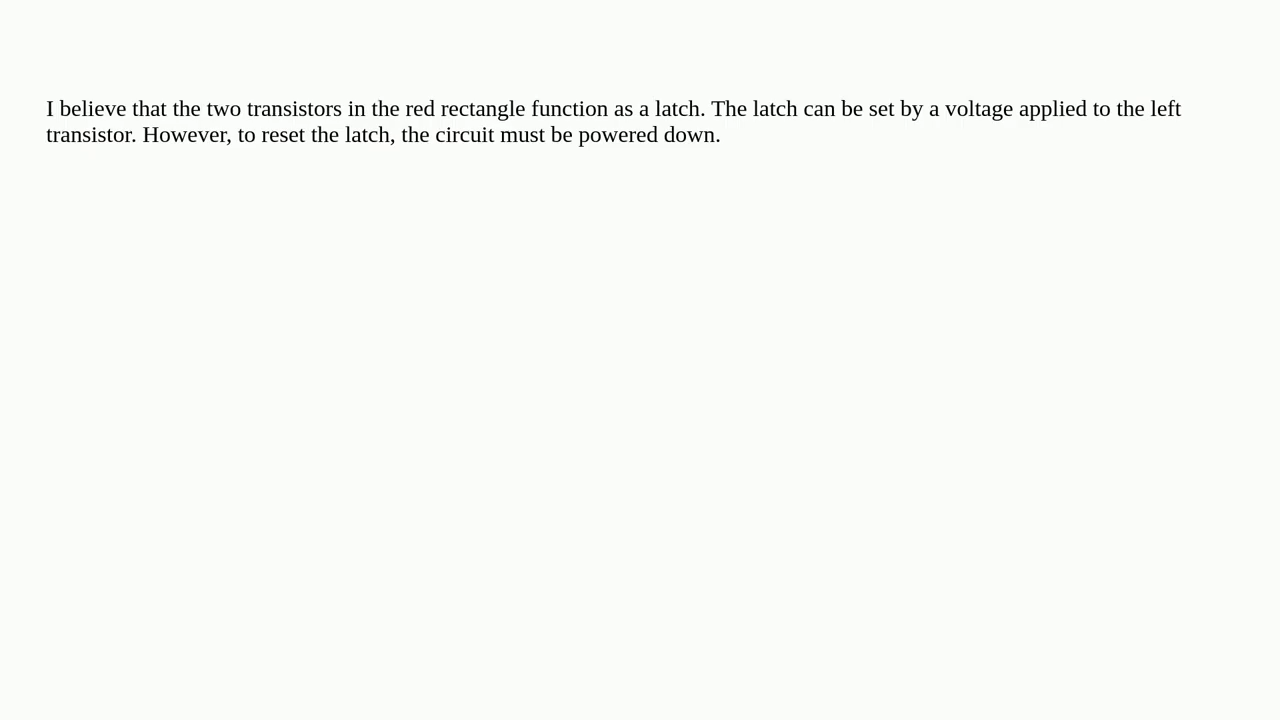 I believe that the two transistors in the red rectangle function as a latch. The latch can be set by a voltage applied to the left
transistor. However, to reset the latch, the circuit must be powered down.